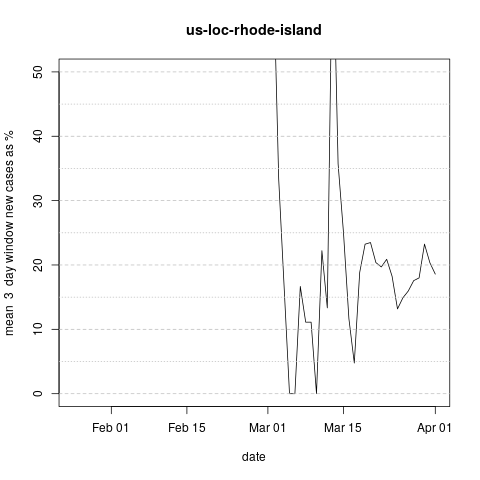 us-loc-rhode-island
50
40
30
20
10
0
mean 3 day window new cases as %
Feb 01 Feb 15 Mar 01 Mar 15 Apr 01
date